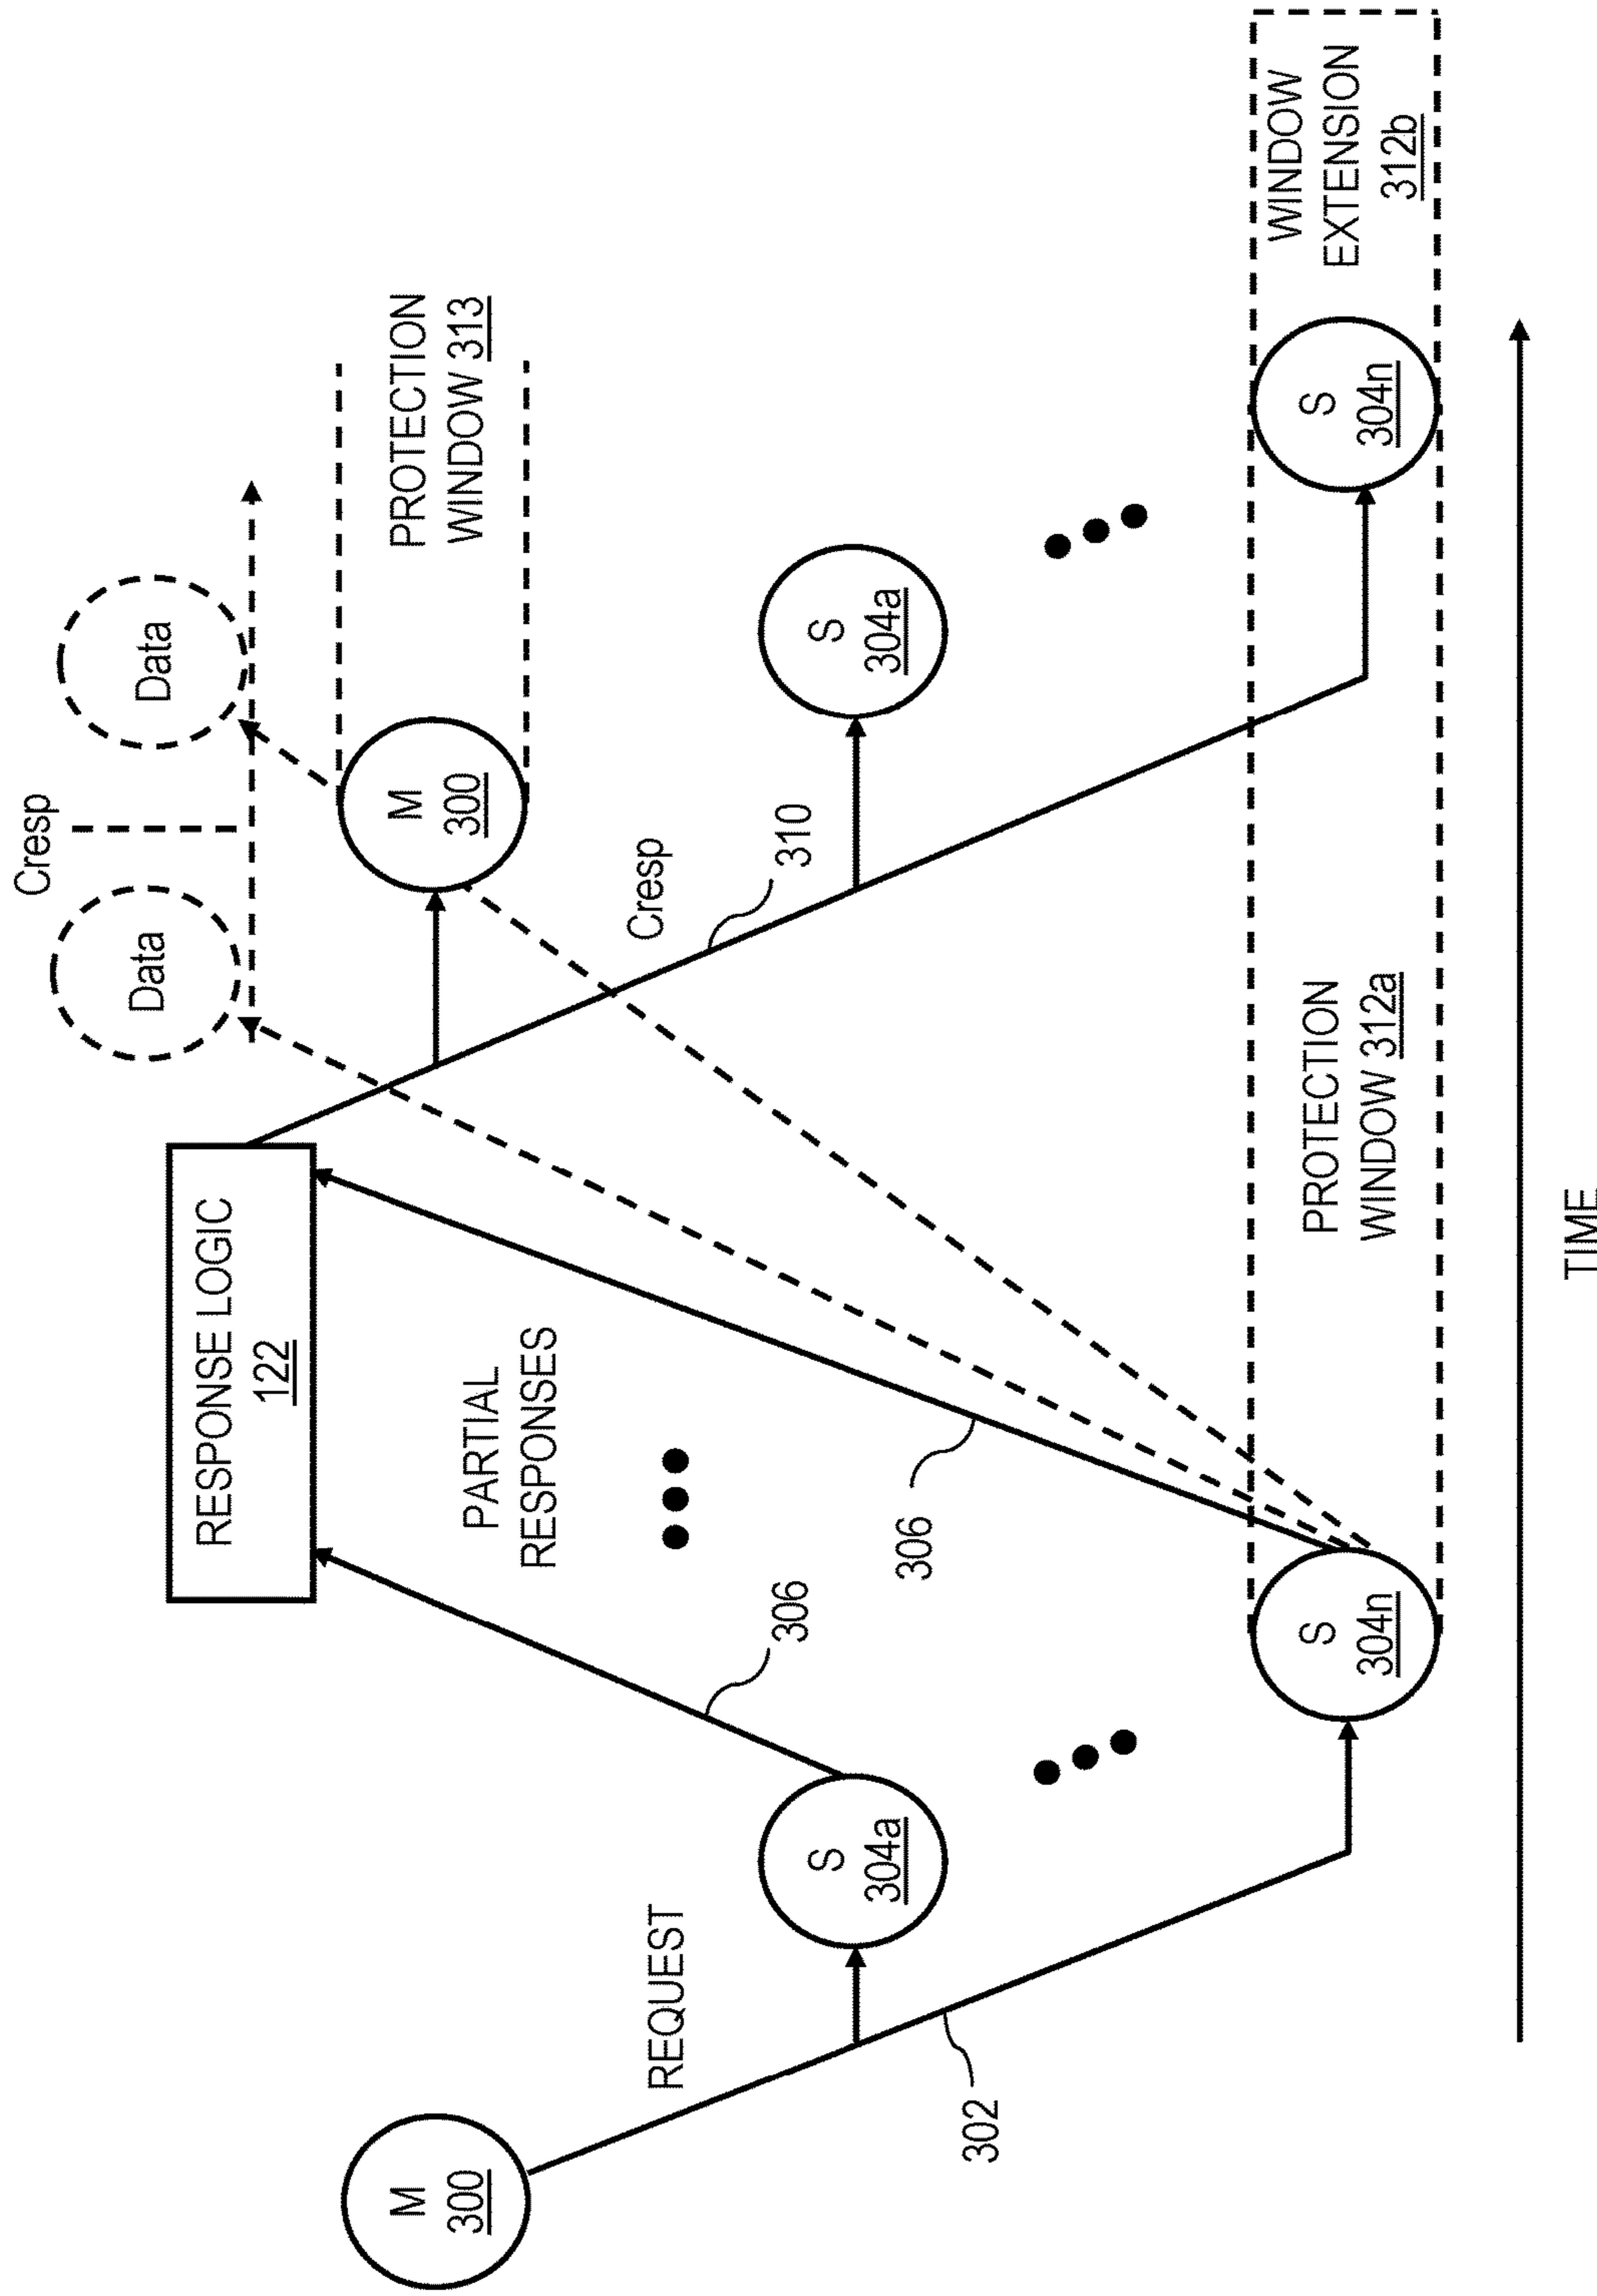 Cresp
Data
Data
RESPONSE LOGIC
122
M
300
M
300
PROTECTION
WINDOW 313
PARTIAL
RESPONSES
REQUEST
Cresp
306
310
S
304a
S
304a
302
306
S
304n
S
304n
PROTECTION
WINDOW 312a
WINDOW
EXTENSION
312b
TIME